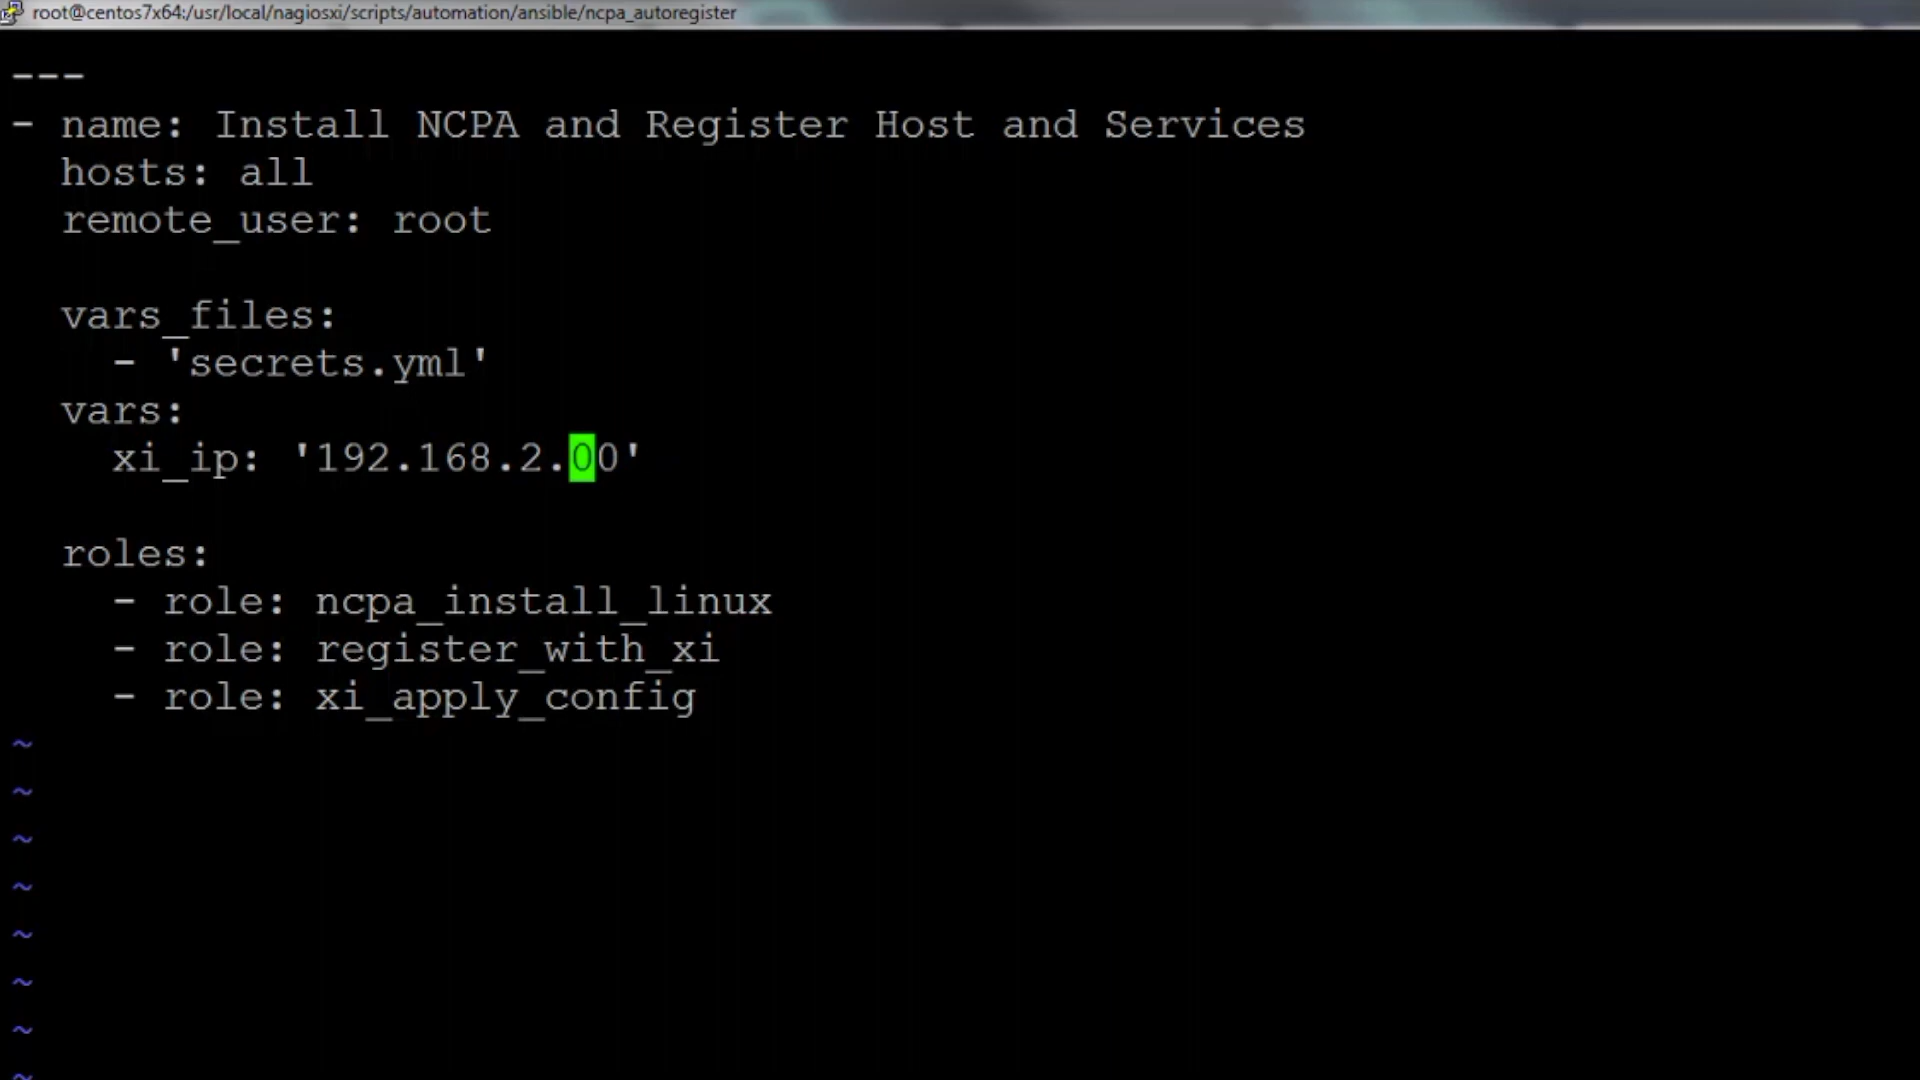 root@centos7x64:/usr/local/nagiosxi/scripts/automation/ansible/ncpa_autoregister
---
- name: Install NCPA and Register Host and Services
  hosts: all
  remote_user: root

  vars_files:
    - 'secrets.yml'
  vars:
    xi_ip: '192.168.2.00'

  roles:
    - role: ncpa_install_linux
    - role: register_with_xi
    - role: xi_apply_config
~
~
~
~
~
~
~
~